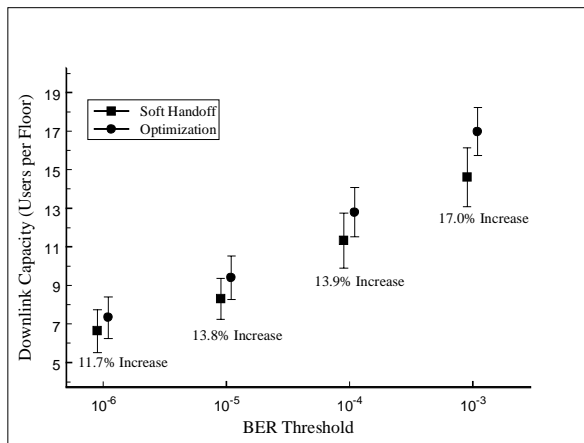 19
17
15
13
11
9
7
5
Downlink Capacity (Users per Floor)
Soft Handoff
Optimization
17.0% Increase
13.9% Increase
13.8% Increase
11.7% Increase
10-6
10-5
10-4
10-3
BER Threshold